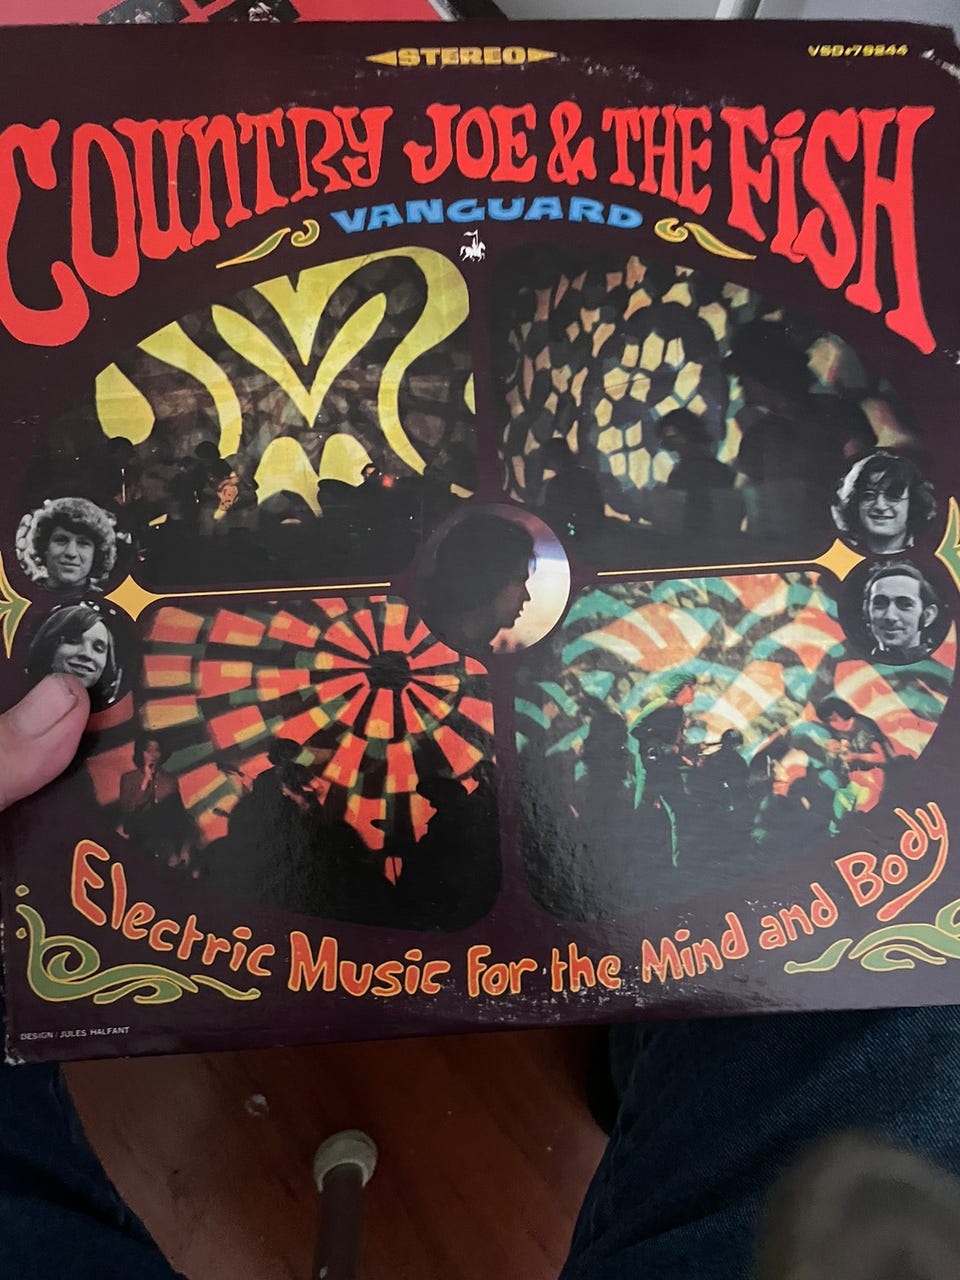 STEREO
VSD-79244
COUNTRY JOE & THE FiSH
VANGUARD
Electric Music For the Mind and Body
DESIGN / JULES HALFANT